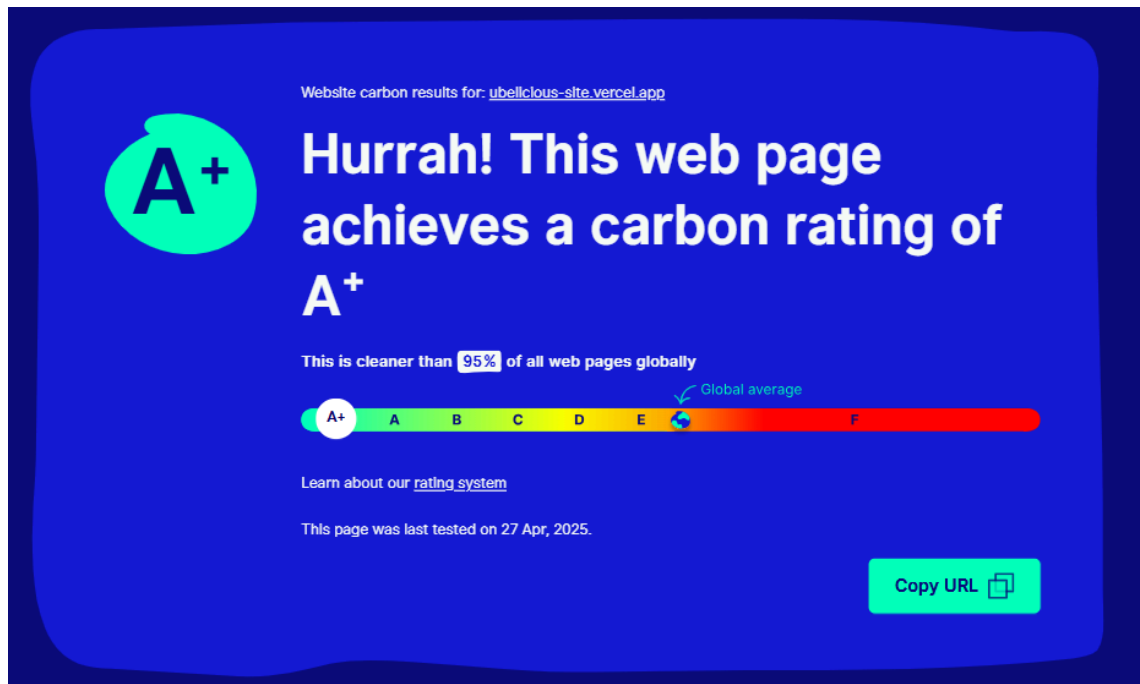 Website carbon results for: ubelicious-site.vercel.app
A+
Hurrah! This web page
achieves a carbon rating of
A+
This is cleaner than 95% of all web pages globally
Global average
A+ A B C D E F
Learn about our rating system
This page was last tested on 27 Apr, 2025.
Copy URL